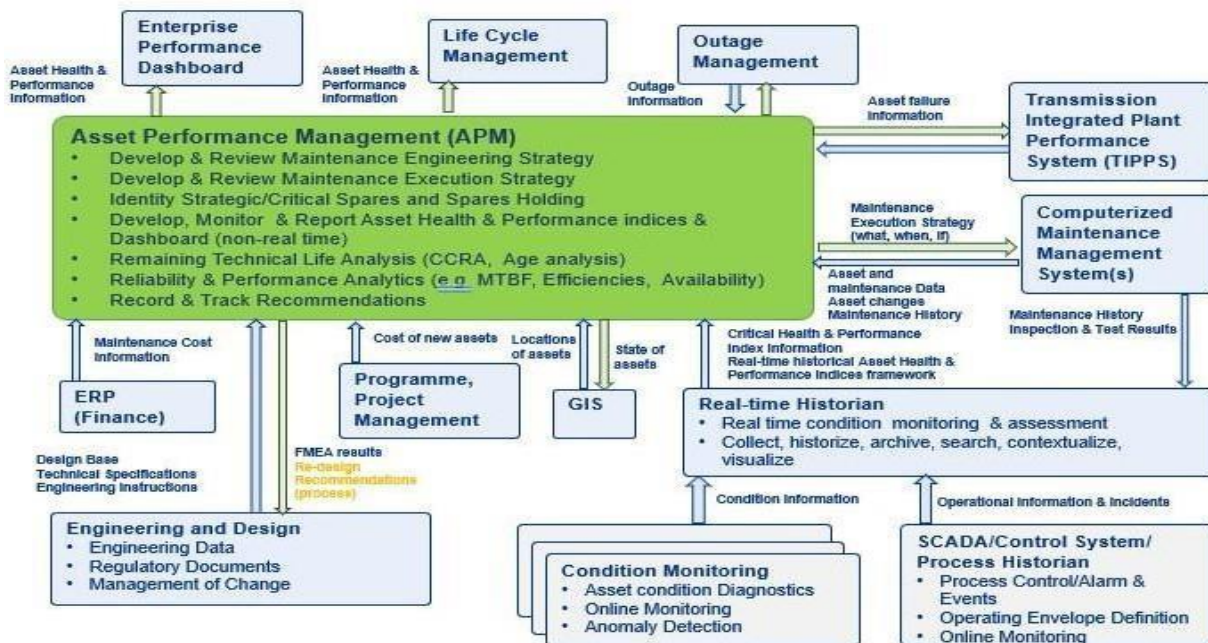 Enterprise
Performance
Dashboard
Life Cycle
Management
Outage
Management
Asset Health &
Performance
Information
Asset Health &
Performance
Information
Outage
Information
Asset failure
Information
Transmission
Integrated Plant
Performance
System (TIPPS)
Asset Performance Management (APM)
• Develop & Review Maintenance Engineering Strategy
• Develop & Review Maintenance Execution Strategy
• Identity Strategic/Critical Spares and Spares Holding
• Develop, Monitor & Report Asset Health & Performance indices &
Dashboard (non-real time)
• Remaining Technical Life Analysis (CCRA, Age analysis)
• Reliability & Performance Analytics (e.g. MTBF, Efficiencies, Availability)
• Record & Track Recommendations
Maintenance
Execution Strategy
(what, when, if)
Computerized
Maintenance
Management
System(s)
Asset and
maintenance Data
Asset changes
Maintenance History
Maintenance History
Inspection & Test Results
Maintenance Cost
Information
Cost of new assets
Locations
of assets
State of
assets
Critical Health & Performance
Index Information
Real-time historical Asset Health &
Performance Indices framework
ERP
(Finance)
Programme,
Project
Management
GIS
Real-time Historian
• Real time condition monitoring & assessment
• Collect, historize, archive, search, contextualize,
visualize
Design Base
Technical Specifications
Engineering Instructions
FMEA results
Re-design
Recommendations
(process)
Condition Information
Operational Information & Incidents
Engineering and Design
• Engineering Data
• Regulatory Documents
• Management of Change
Condition Monitoring
• Asset condition Diagnostics
• Online Monitoring
• Anomaly Detection
SCADA/Control System/
Process Historian
• Process Control/Alarm &
Events
• Operating Envelope Definition
• Online Monitoring